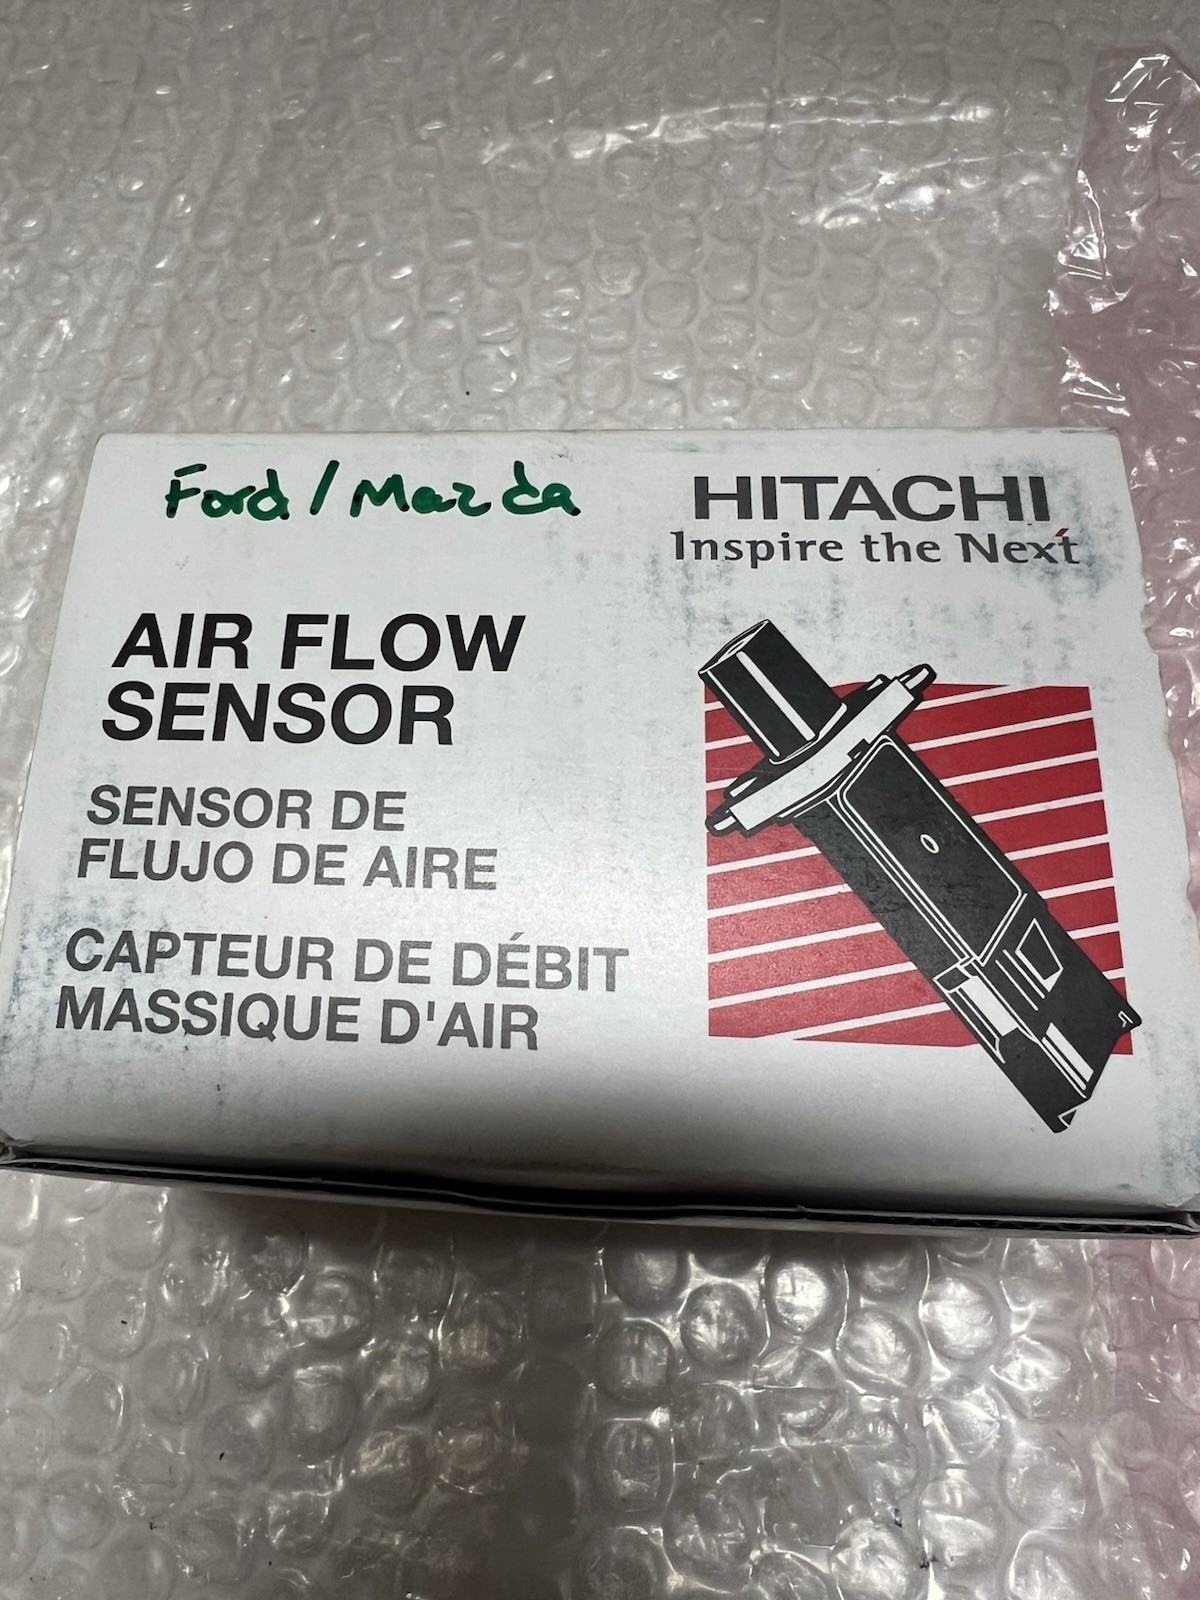 Ford / Mazda
HITACHI
Inspire the Next
AIR FLOW
SENSOR
SENSOR DE
FLUJO DE AIRE
CAPTEUR DE DÉBIT
MASSIQUE D'AIR